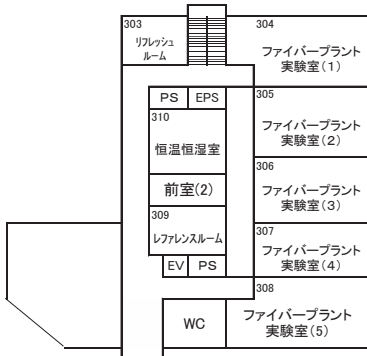 303
リフレッシュ
ルーム
304
ファイバープラント
実験室(1)
PS
EPS
305
ファイバープラント
実験室(2)
310
恒温恒湿室
306
ファイバープラント
実験室(3)
前室(2)
309
レファレンスルーム
307
ファイバープラント
実験室(4)
EV
PS
308
ファイバープラント
実験室(5)
WC